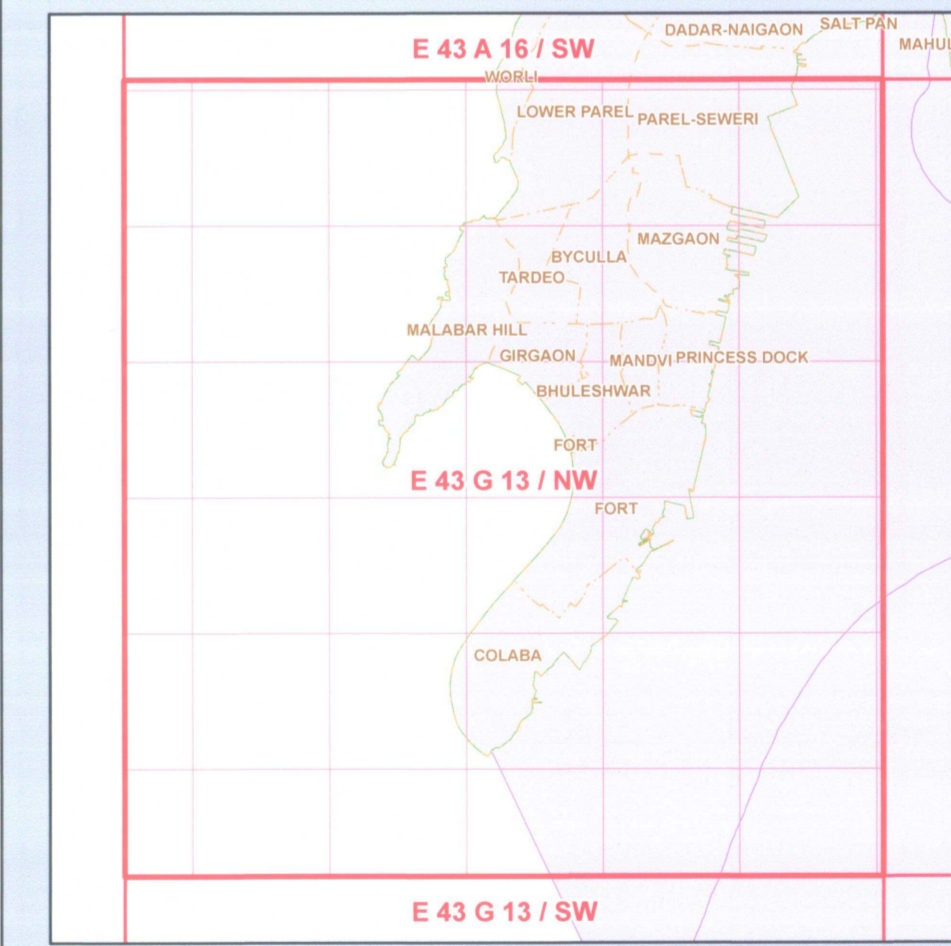 DADAR-NAIGAON
SALT PAN
E 43 A 16 / SW
MAHUL
WORLI
LOWER PAREL
PAREL-SEWERI
MAZGAON
BYCULLA
TARDEO
MALABAR HILL
GIRGAON
MANDVI
PRINCESS DOCK
BHULESHWAR
FORT
E 43 G 13 / NW
FORT
COLABA
E 43 G 13 / SW